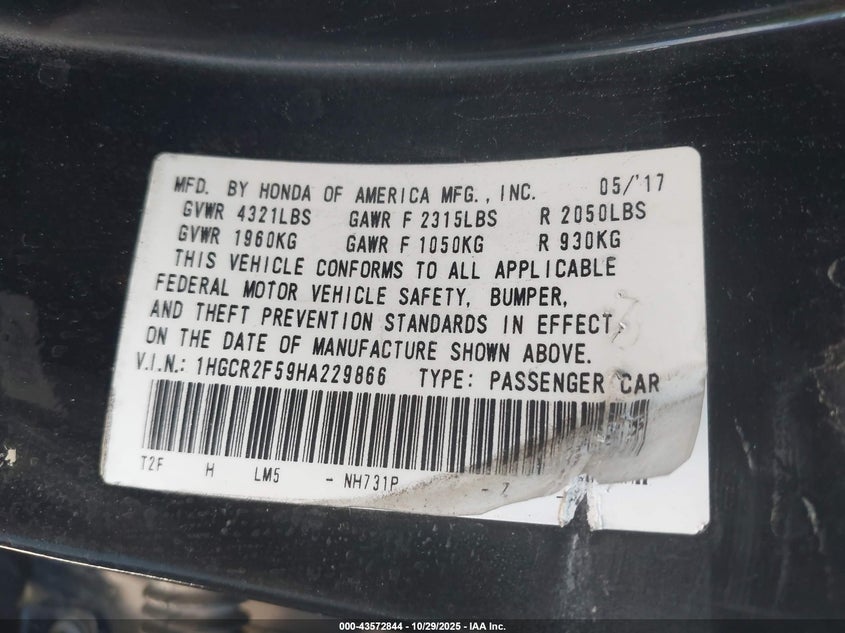 MFD. BY HONDA OF AMERICA MFG., INC. 05/'17
GVWR 4321LBS GAWR F 2315LBS R 2050LBS
GVWR 1960KG GAWR F 1050KG R 930KG
THIS VEHICLE CONFORMS TO ALL APPLICABLE
FEDERAL MOTOR VEHICLE SAFETY, BUMPER,
AND THEFT PREVENTION STANDARDS IN EFFECT
ON THE DATE OF MANUFACTURE SHOWN ABOVE.
V.I.N.: 1HGCR2F59HA229866 TYPE: PASSENGER CAR
T2F H LM5 - NH731P - Z
000-43572844 - 10/29/2025 - IAA Inc.